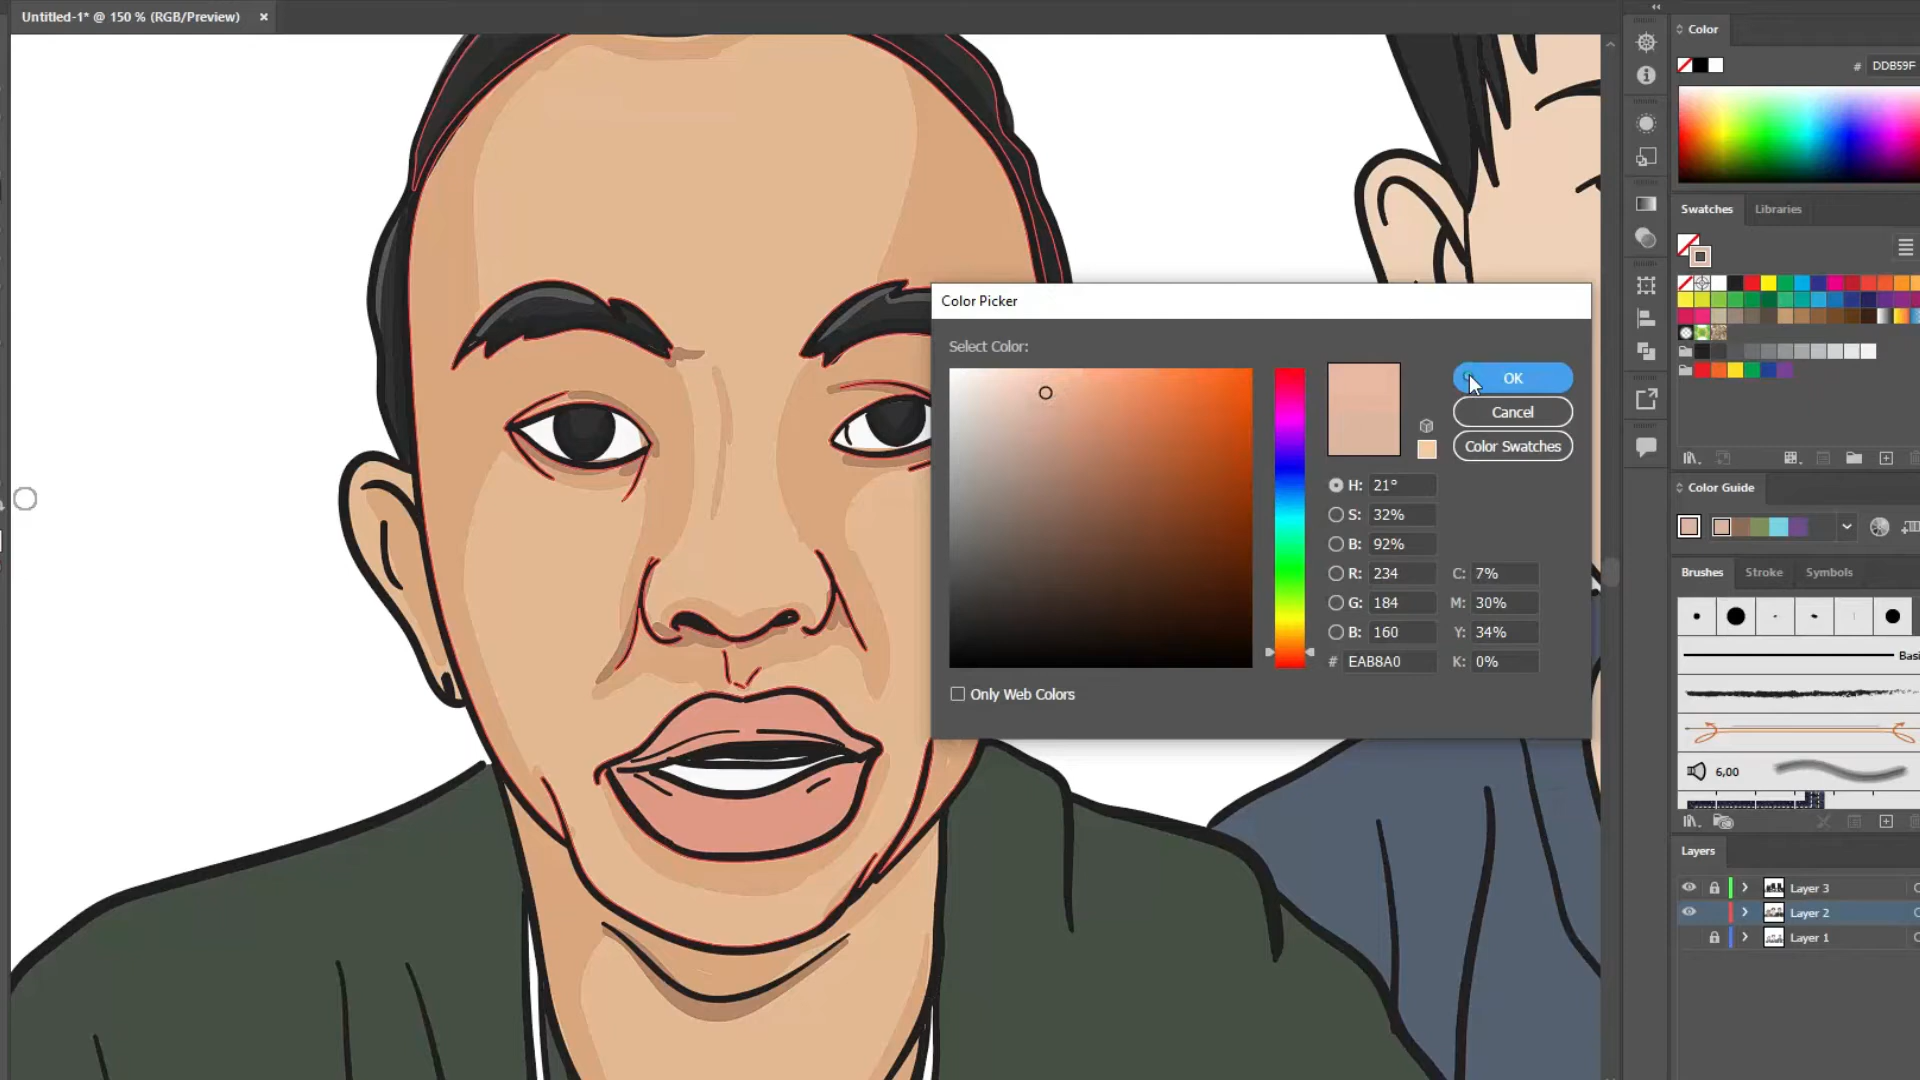 Untitled-1* @ 150 % (RGB/Preview) ×
Color
# DDB59F
Swatches Libraries
Color Picker
Select Color:
OK
Cancel
Color Swatches
H: 21°
S: 32%
B: 92%
R: 234 C: 7%
G: 184 M: 30%
B: 160 Y: 34%
# EAB8A0 K: 0%
Only Web Colors
Color Guide
Brushes Stroke Symbols
Basi
6,00
Layers
Layer 3
Layer 2
Layer 1